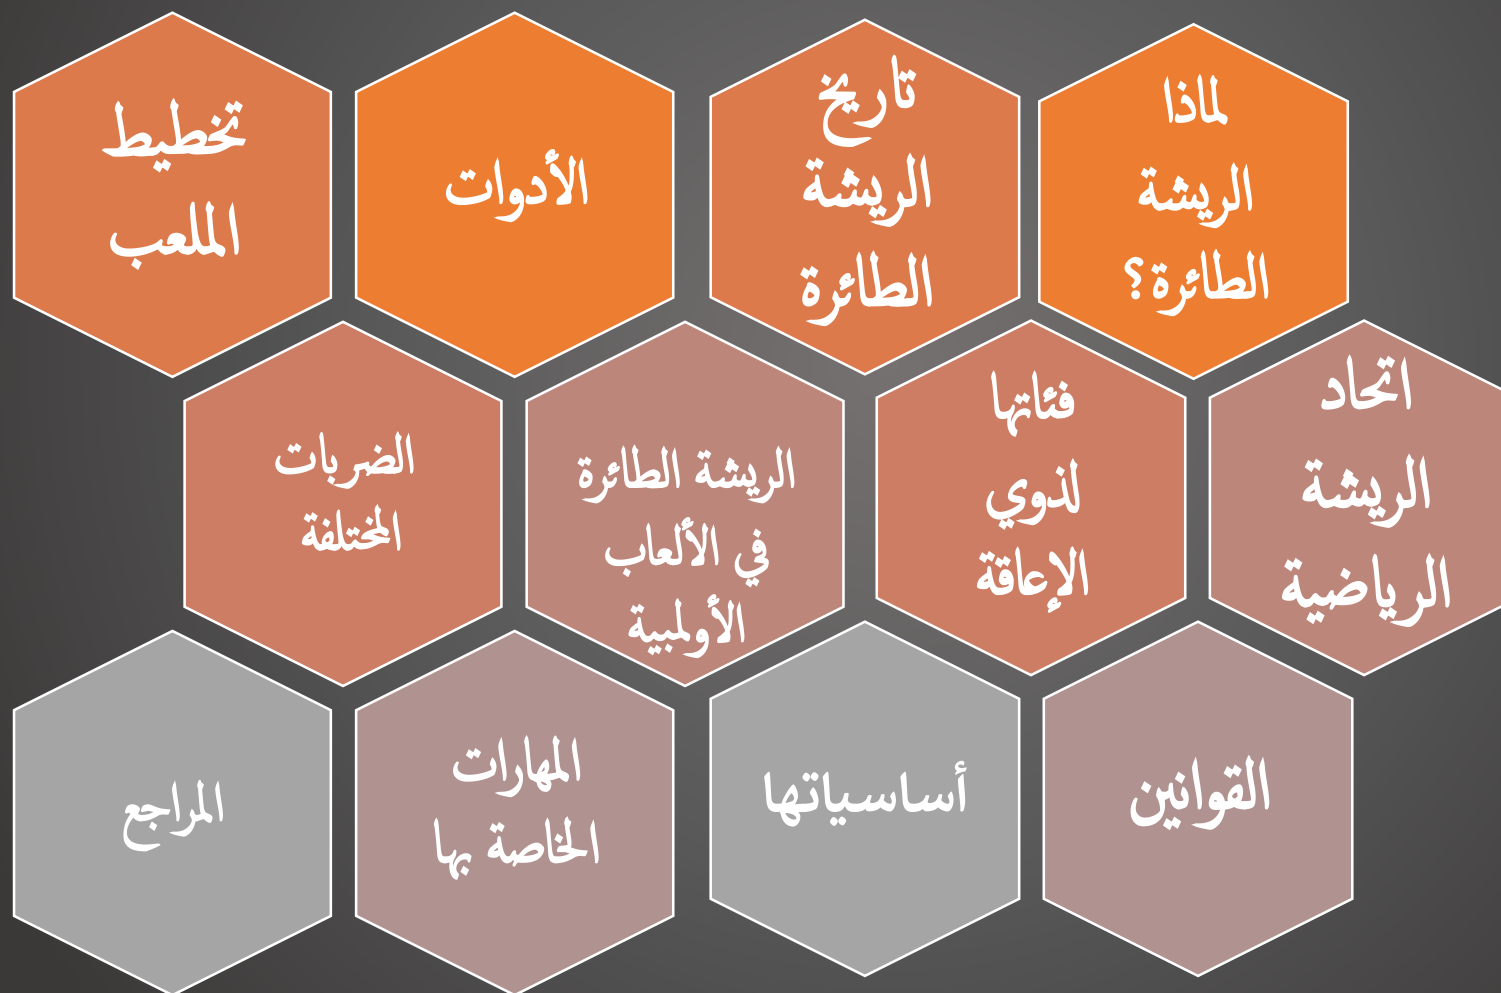 لماذا
الريشة
الطائرة؟
تاريخ
الريشة
الطائرة
الأدوات
تخطيط
الملعب
اتحاد
الريشة
الرياضية
فئاتها
لذوي
الإعاقة
الريشة الطائرة
في الألعاب
الأولمبية
الضربات
المختلفة
القوانين
أساسياتها
المهارات
الخاصة بها
المراجع